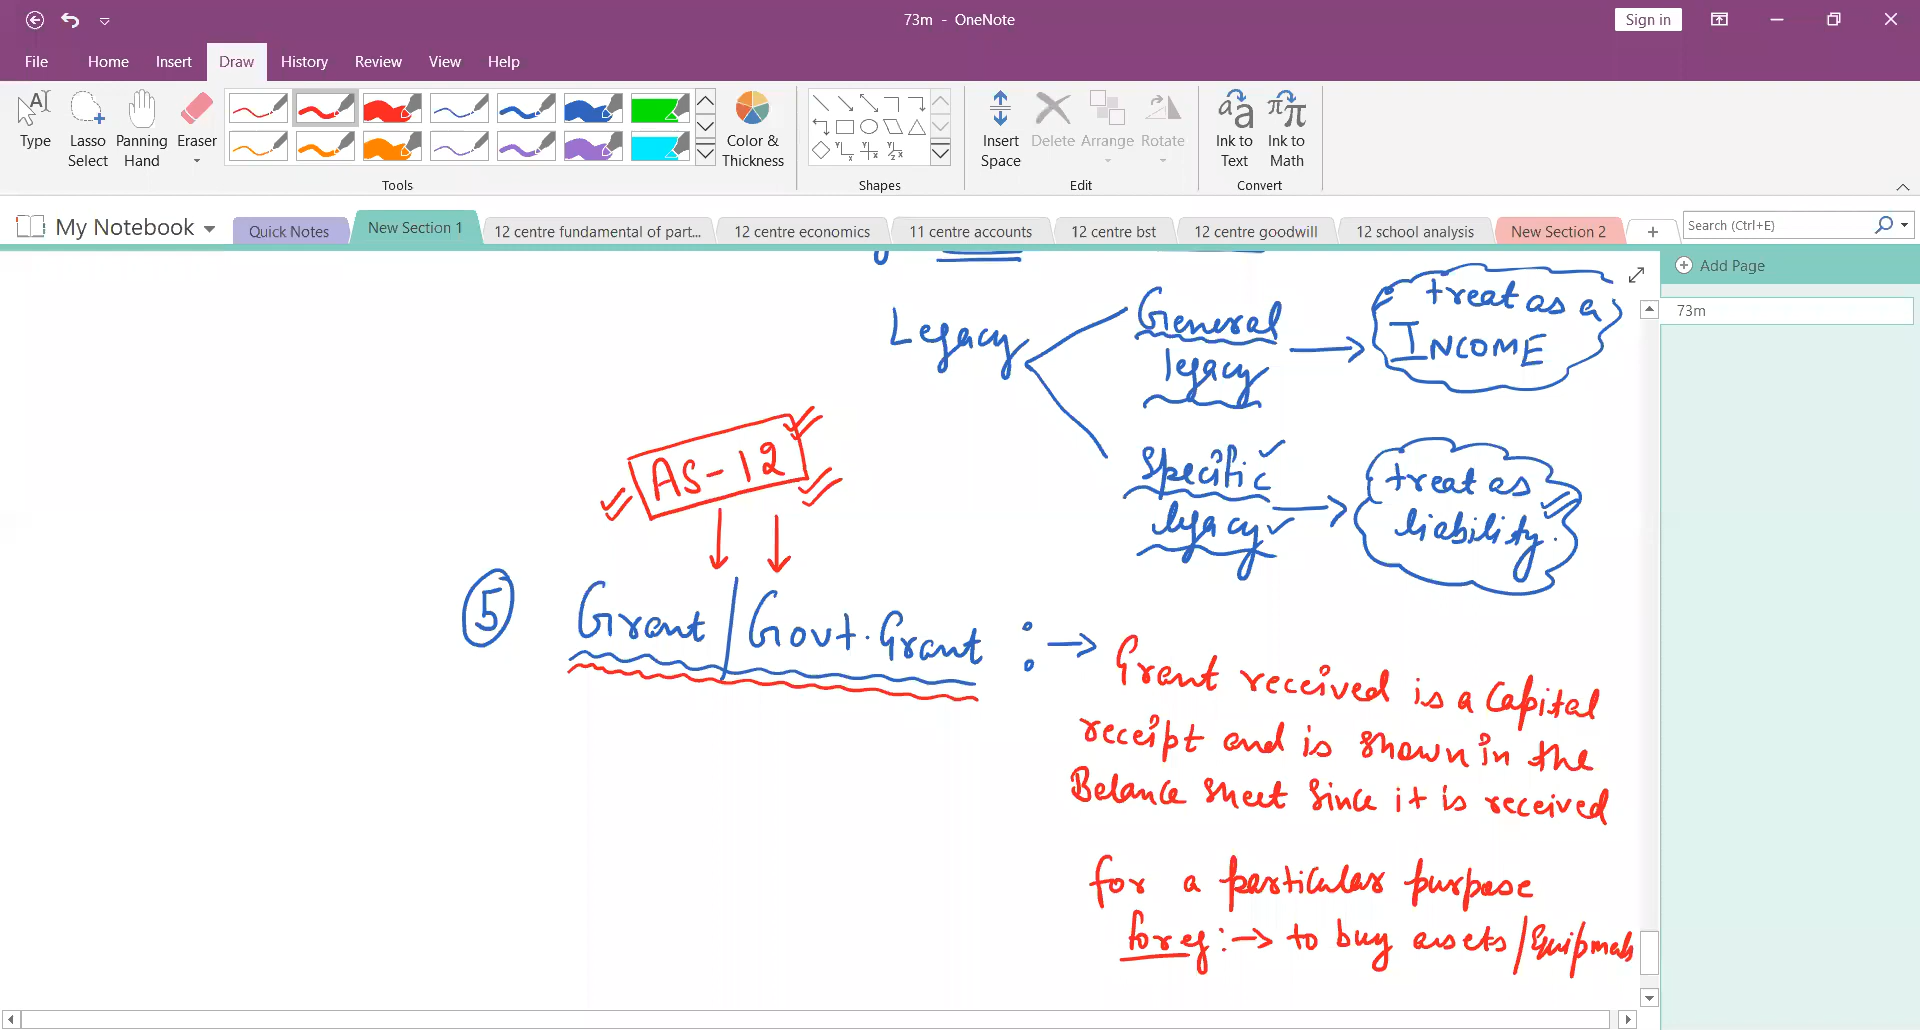 73m - OneNote
Sign in
File
Home
Insert
Draw
History
Review
View
Help
Type
Lasso Select
Panning Hand
Eraser
Color & Thickness
Insert Space
Delete
Arrange
Rotate
Ink to Text
Ink to Math
Tools
Shapes
Edit
Convert
My Notebook
Quick Notes
New Section 1
12 centre fundamental of part...
12 centre economics
11 centre accounts
12 centre bst
12 centre goodwill
12 school analysis
New Section 2
Search (Ctrl+E)
Add Page
73m
Legacy
General legacy
treat as a
INCOME
Specific
legacy
treat as
liability.
AS-12
5 Grant / Govt. Grant : →
Grant received is a Capital
receipt and is shown in the
Balance sheet since it is received
for a particular purpose
for eg: → to buy assets/